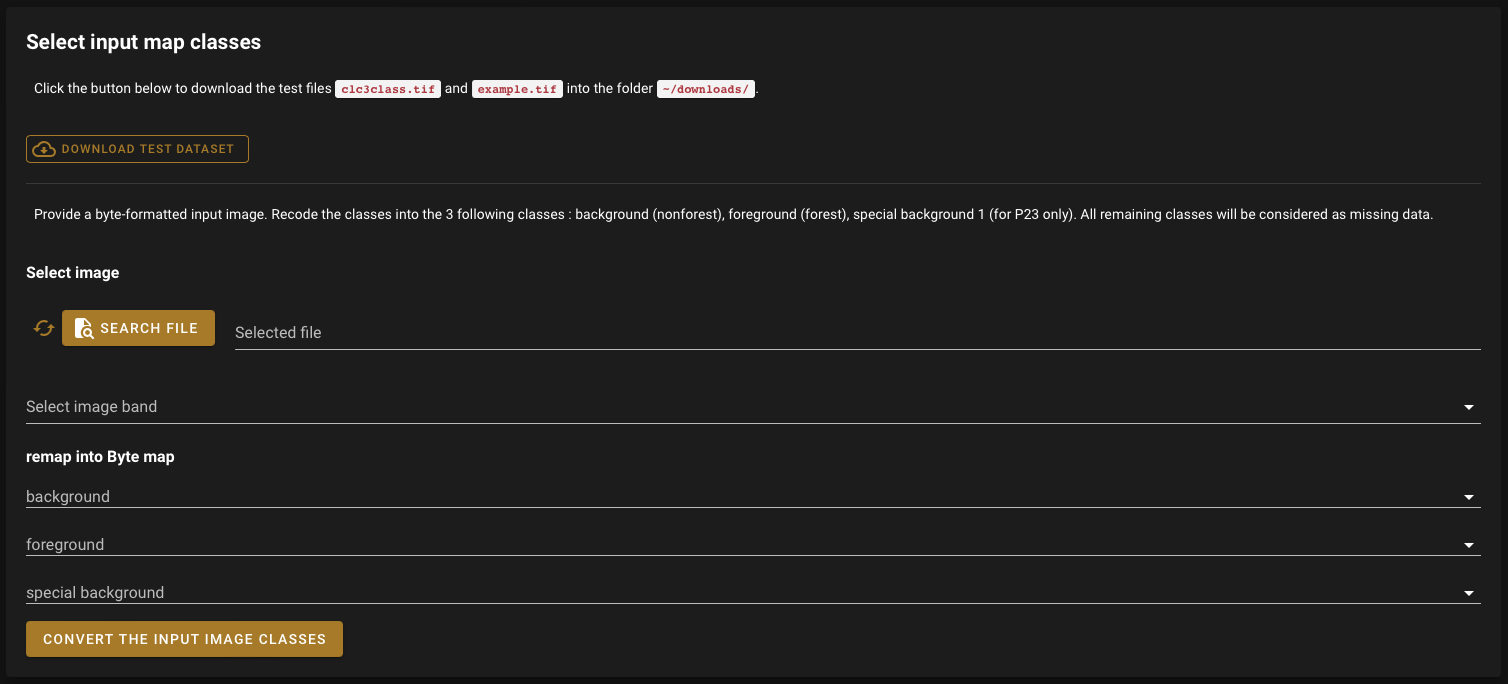 Select input map classes
Click the button below to download the test files clc3class.tif and example.tif into the folder ~/downloads/.
DOWNLOAD TEST DATASET
Provide a byte-formatted input image. Recode the classes into the 3 following classes : background (nonforest), foreground (forest), special background 1 (for P23 only). All remaining classes will be considered as missing data.
Select image
SEARCH FILE
Selected file
Select image band
remap into Byte map
background
foreground
special background
CONVERT THE INPUT IMAGE CLASSES